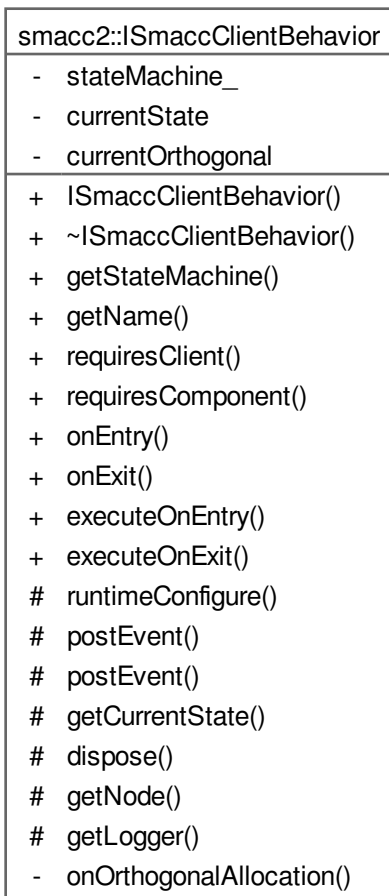 smacc2::ISmaccClientBehavior
- stateMachine_
- currentState
- currentOrthogonal
+ ISmaccClientBehavior()
+ ~ISmaccClientBehavior()
+ getStateMachine()
+ getName()
+ requiresClient()
+ requiresComponent()
+ onEntry()
+ onExit()
+ executeOnEntry()
+ executeOnExit()
# runtimeConfigure()
# postEvent()
# postEvent()
# getCurrentState()
# dispose()
# getNode()
# getLogger()
- onOrthogonalAllocation()